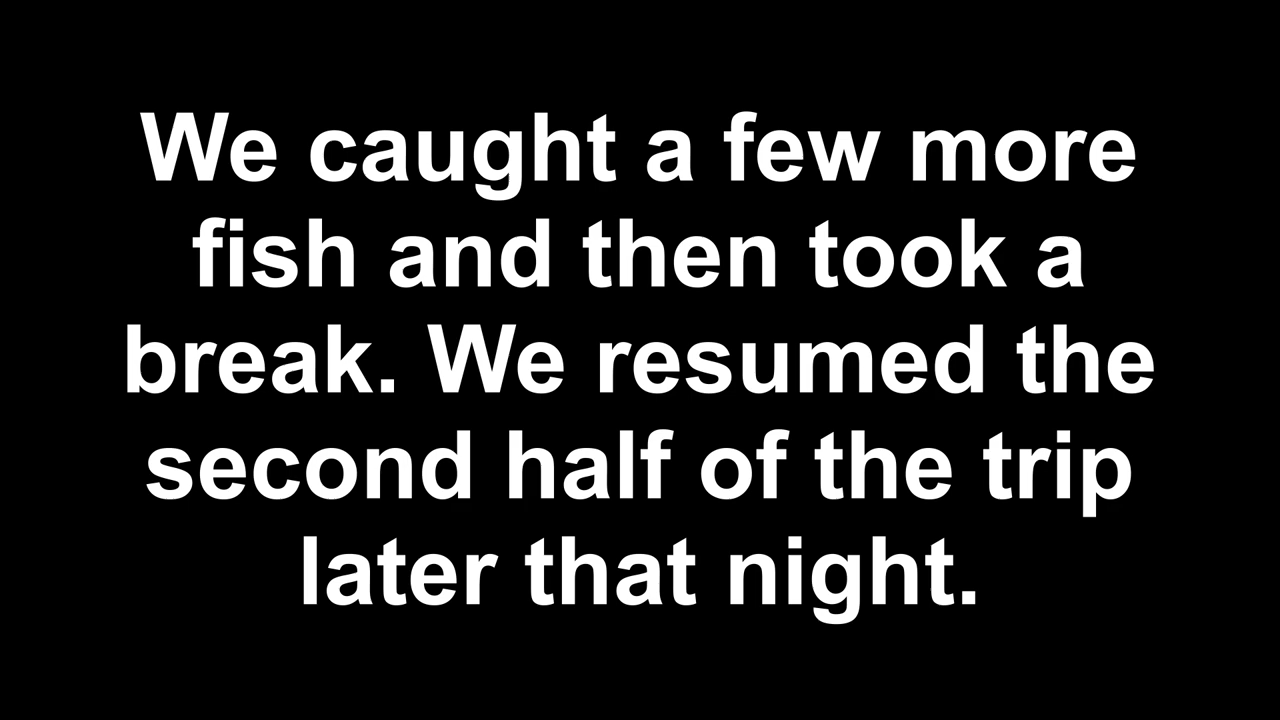 We caught a few more
fish and then took a
break. We resumed the
second half of the trip
later that night.